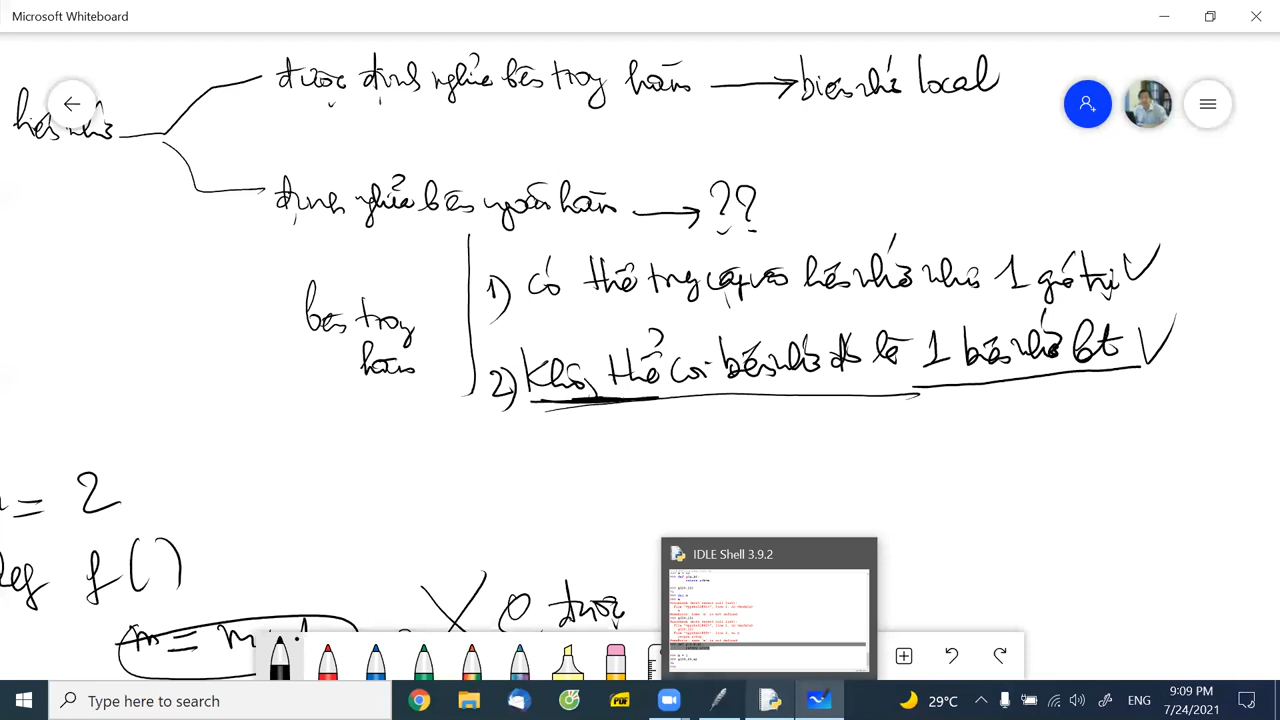 Microsoft Whiteboard
được định nghĩa bên trong hàm → biến nhớ local
biến nhớ
định nghĩa bên ngoài hàm → ??
1) Có thể truy cập vào biến nhớ như 1 giá trị ✓
bên trong
hàm
2) Không thể coi biến nhớ đó là 1 biến nhớ bt ✓
= 2
def f()
X 0 được
IDLE Shell 3.9.2
Type here to search
29°C
ENG
9:09 PM
7/24/2021